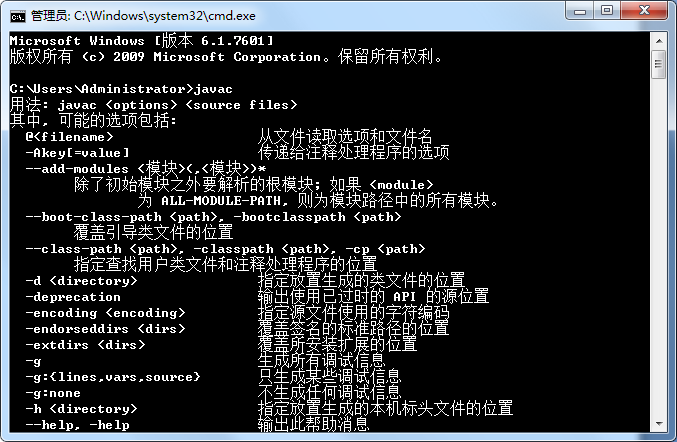 管理员: C:\Windows\system32\cmd.exe
Microsoft Windows [版本 6.1.7601]
版权所有 (c) 2009 Microsoft Corporation。保留所有权利。
C:\Users\Administrator>javac
用法: javac <options> <source files>
其中, 可能的选项包括:
@<filename> 从文件读取选项和文件名
-Akey[=value] 传递给注释处理程序的选项
--add-modules <模块>(,<模块>)*
除了初始模块之外要解析的根模块; 如果 <module>
为 ALL-MODULE-PATH, 则为模块路径中的所有模块。
--boot-class-path <path>, -bootclasspath <path>
覆盖引导类文件的位置
--class-path <path>, -classpath <path>, -cp <path>
指定查找用户类文件和注释处理程序的位置
-d <directory> 指定放置生成的类文件的位置
-deprecation 输出使用已过时的 API 的源位置
-encoding <encoding> 指定源文件使用的字符编码
-endorseddirs <dirs> 覆盖签名的标准路径的位置
-extdirs <dirs> 覆盖所安装扩展的位置
-g 生成所有调试信息
-g:{lines,vars,source} 只生成某些调试信息
-g:none 不生成任何调试信息
-h <directory> 指定放置生成的本机标头文件的位置
--help, -help 输出此帮助消息